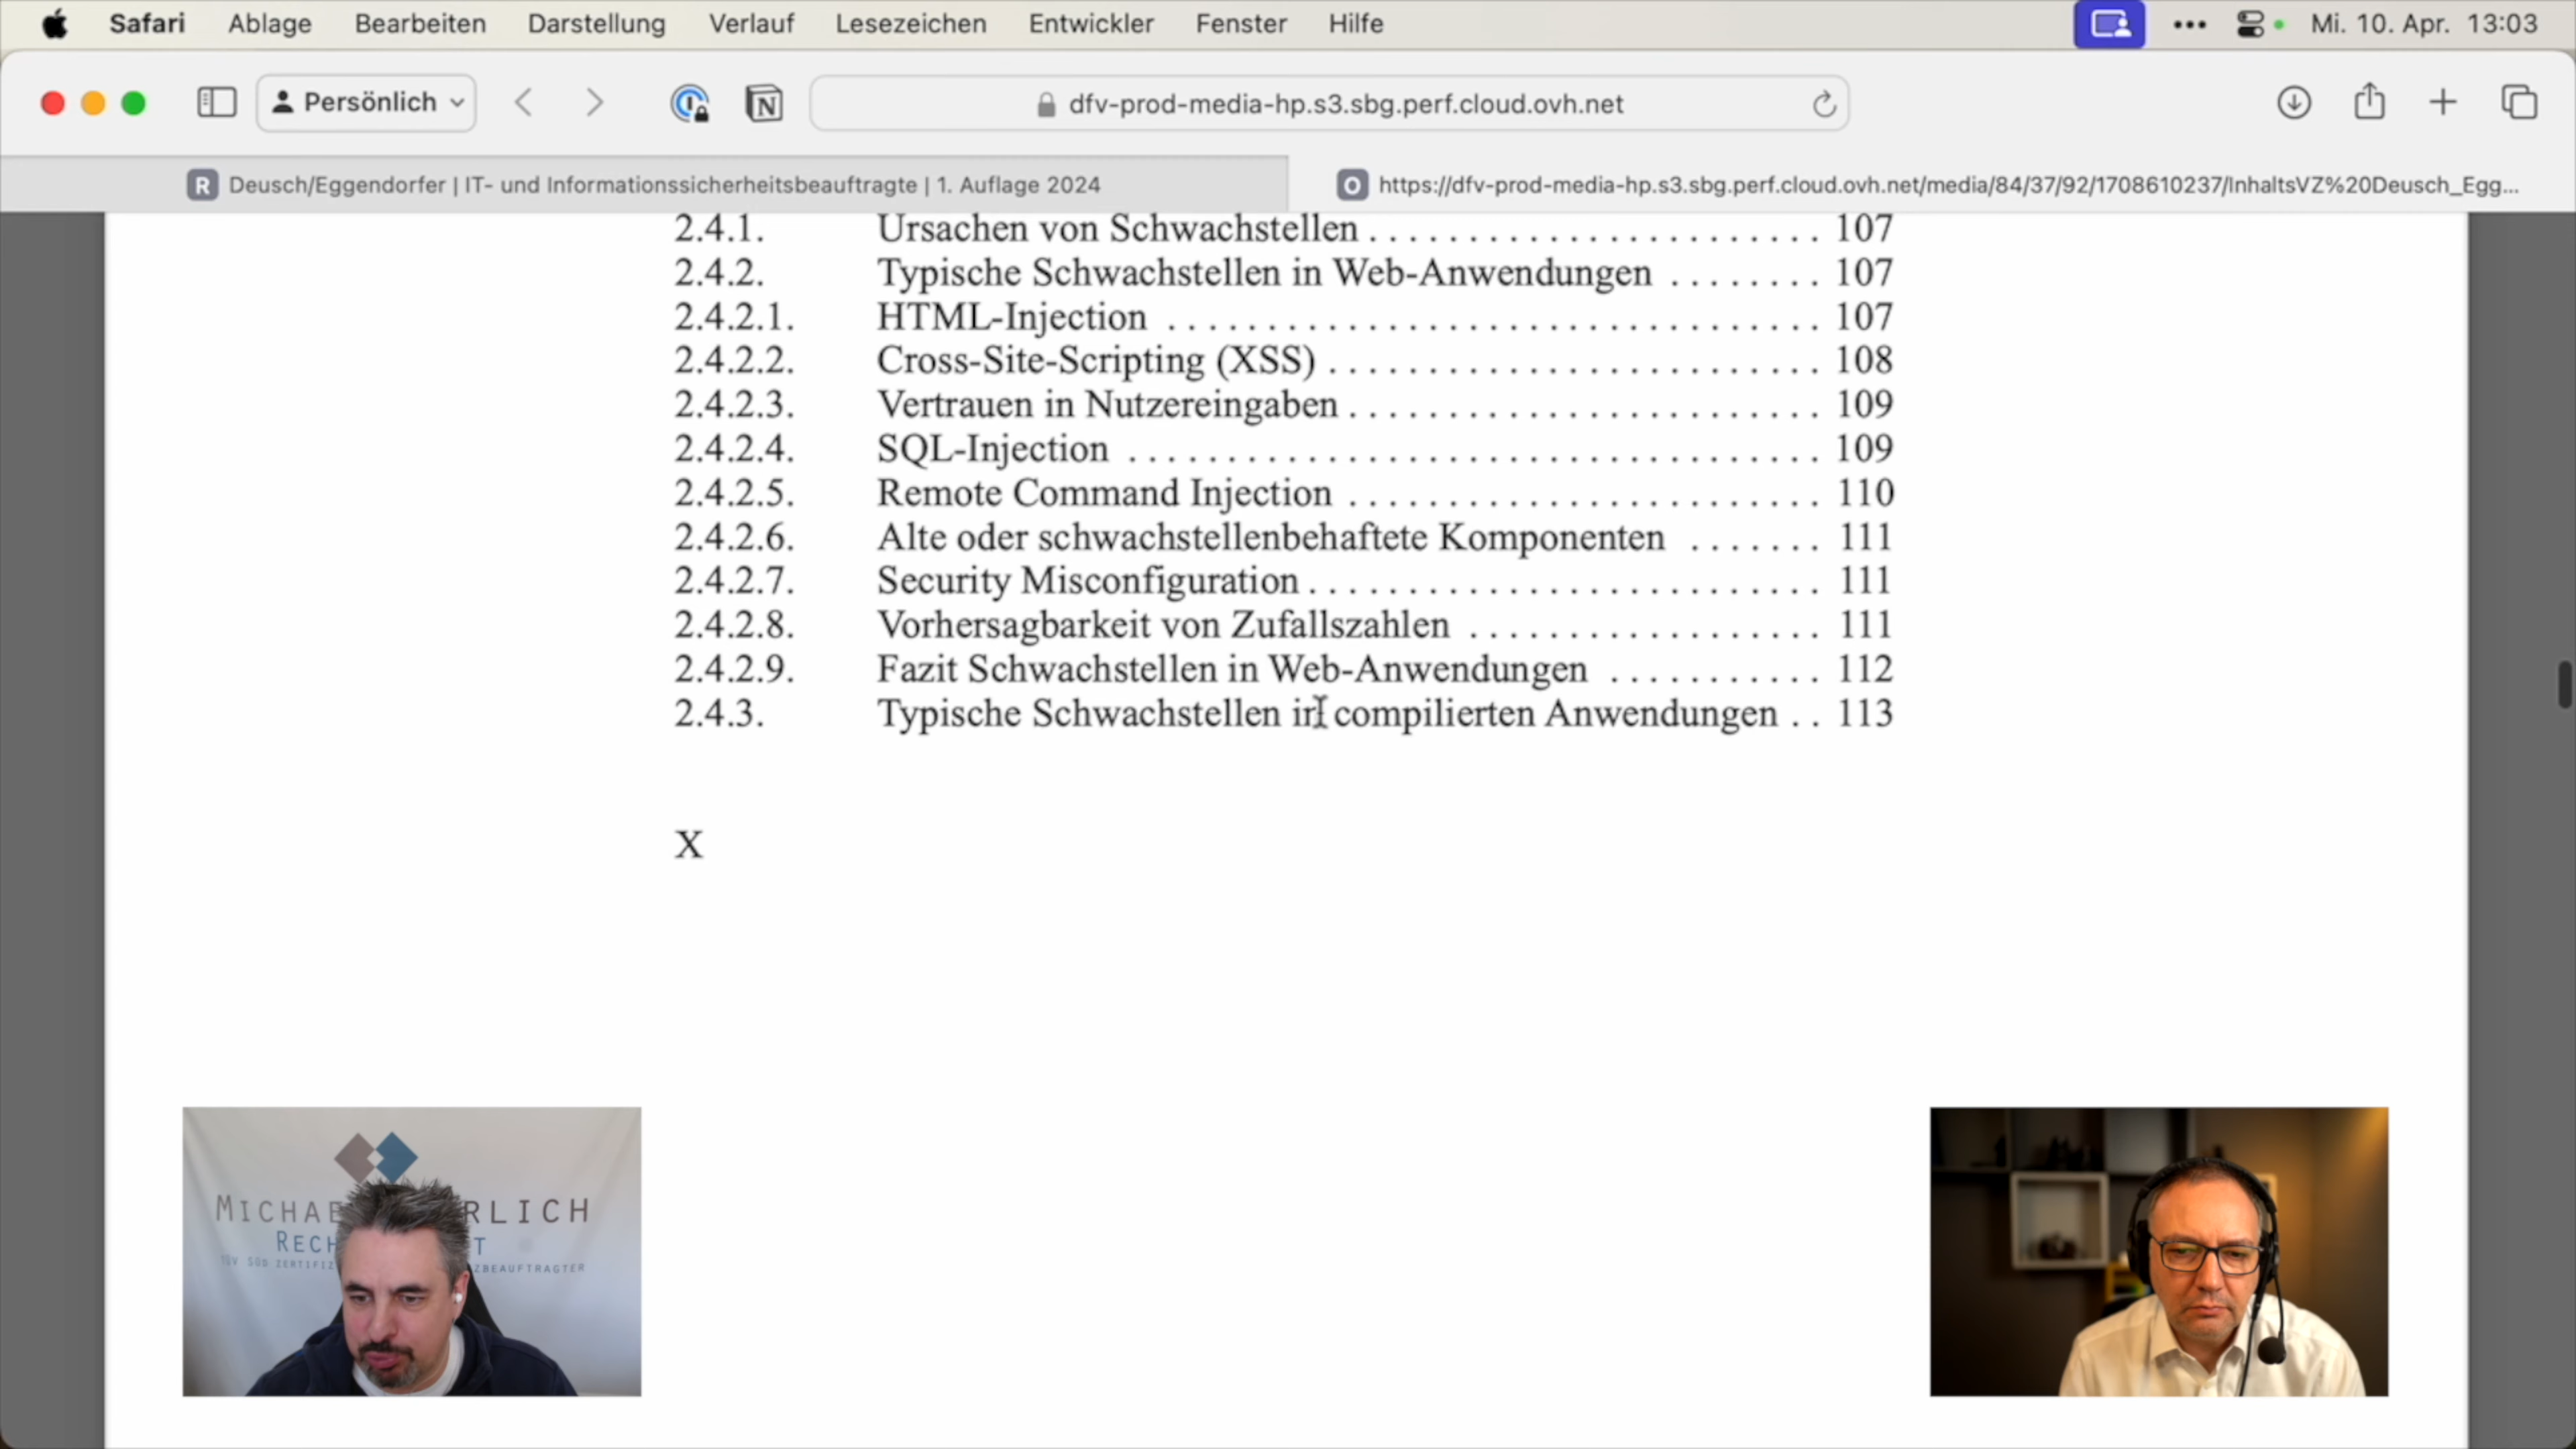 Safari Ablage Bearbeiten Darstellung Verlauf Lesezeichen Entwickler Fenster Hilfe Mi. 10. Apr. 13:03
Persönlich dfv-prod-media-hp.s3.sbg.perf.cloud.ovh.net
R Deusch/Eggendorfer | IT- und Informationssicherheitsbeauftragte | 1. Auflage 2024 O https://dfv-prod-media-hp.s3.sbg.perf.cloud.ovh.net/media/84/37/92/1708610237/InhaltsVZ%20Deusch_Egg...
2.4.1. Ursachen von Schwachstellen . . . . . . . . . . . . . . . . . . . . . . . 107
2.4.2. Typische Schwachstellen in Web-Anwendungen . . . . . . . . 107
2.4.2.1. HTML-Injection . . . . . . . . . . . . . . . . . . . . . . . . . . . . . . . . . 107
2.4.2.2. Cross-Site-Scripting (XSS) . . . . . . . . . . . . . . . . . . . . . . . . . 108
2.4.2.3. Vertrauen in Nutzereingaben . . . . . . . . . . . . . . . . . . . . . . . . 109
2.4.2.4. SQL-Injection . . . . . . . . . . . . . . . . . . . . . . . . . . . . . . . . . . . 109
2.4.2.5. Remote Command Injection . . . . . . . . . . . . . . . . . . . . . . . . 110
2.4.2.6. Alte oder schwachstellenbehaftete Komponenten . . . . . . . 111
2.4.2.7. Security Misconfiguration . . . . . . . . . . . . . . . . . . . . . . . . . . 111
2.4.2.8. Vorhersagbarkeit von Zufallszahlen . . . . . . . . . . . . . . . . . . 111
2.4.2.9. Fazit Schwachstellen in Web-Anwendungen . . . . . . . . . . . 112
2.4.3. Typische Schwachstellen in compilierten Anwendungen . . 113
X
MICHAE RLICH
RECH T
ZERTIFIZ ZBEAUFTRAGTER